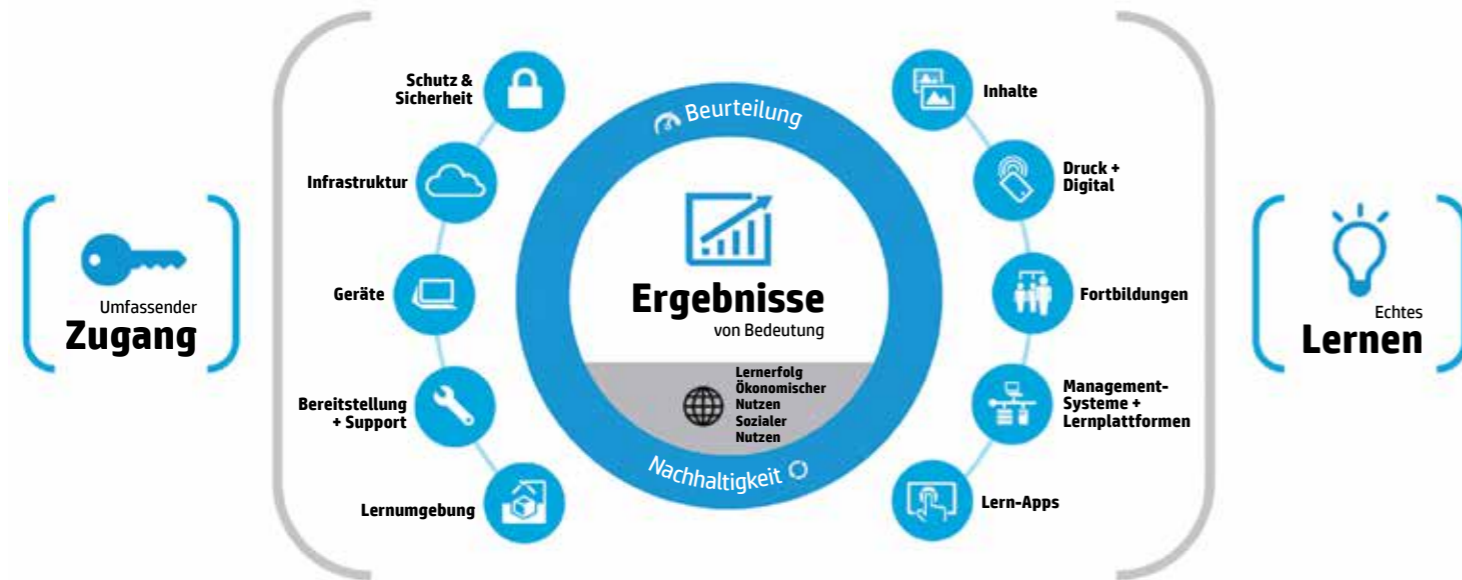 Umfassender
Zugang
Schutz &
Sicherheit
Infrastruktur
Geräte
Bereitstellung
+ Support
Lernumgebung
Beurteilung
Ergebnisse
von Bedeutung
Lernerfolg
Ökonomischer
Nutzen
Sozialer
Nutzen
Nachhaltigkeit
Inhalte
Druck +
Digital
Fortbildungen
Management-
Systeme +
Lernplattformen
Lern-Apps
Echtes
Lernen